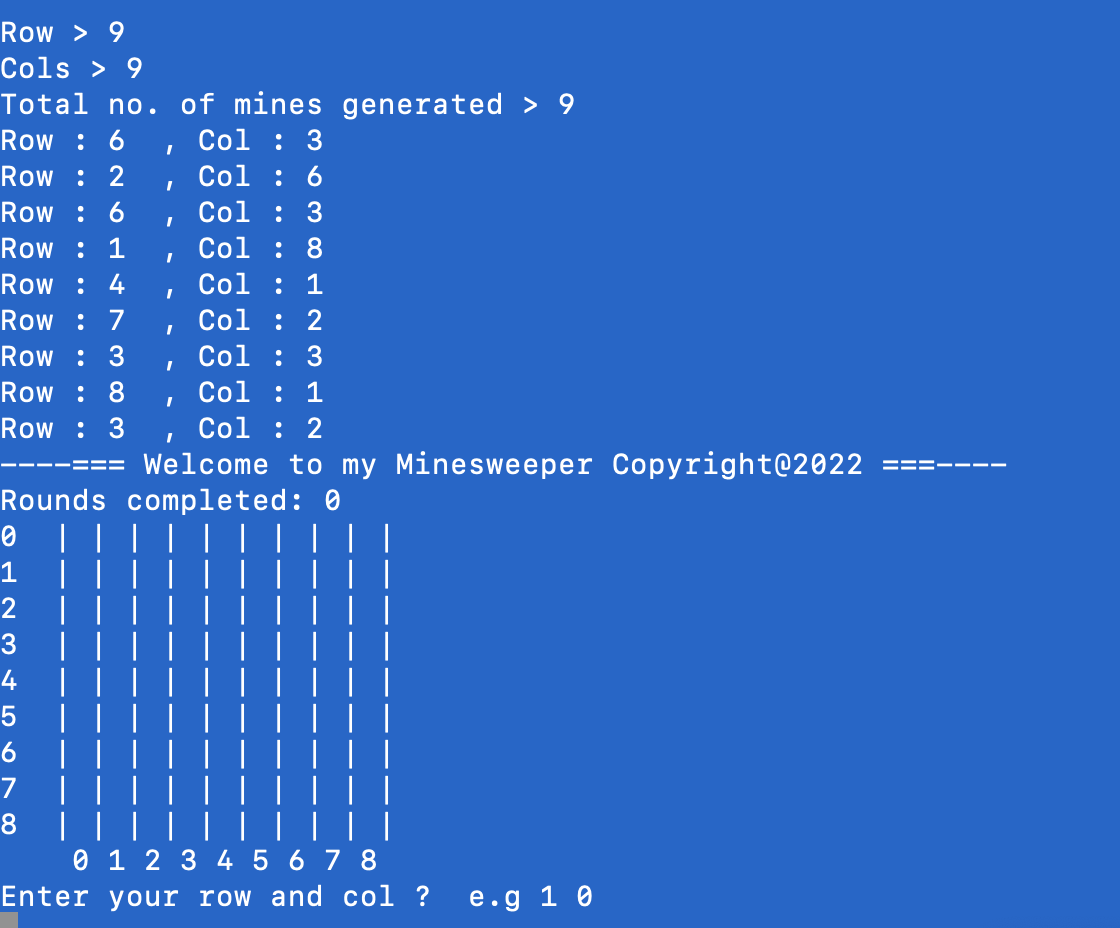 Row > 9
Cols > 9
Total no. of mines generated > 9
Row : 6  , Col : 3
Row : 2  , Col : 6
Row : 6  , Col : 3
Row : 1  , Col : 8
Row : 4  , Col : 1
Row : 7  , Col : 2
Row : 3  , Col : 3
Row : 8  , Col : 1
Row : 3  , Col : 2
----=== Welcome to my Minesweeper Copyright@2022 ===----
Rounds completed: 0
0  | | | | | | | | | |
1  | | | | | | | | | |
2  | | | | | | | | | |
3  | | | | | | | | | |
4  | | | | | | | | | |
5  | | | | | | | | | |
6  | | | | | | | | | |
7  | | | | | | | | | |
8  | | | | | | | | | |
    0 1 2 3 4 5 6 7 8
Enter your row and col ?  e.g 1 0